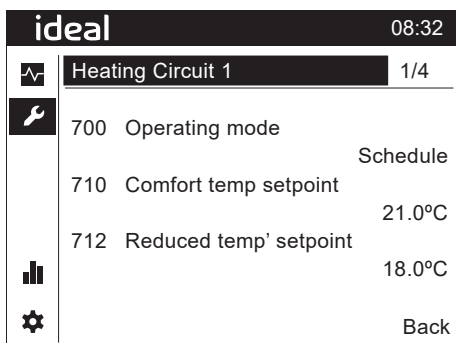 ideal 08:32
Heating Circuit 1 1/4
700 Operating mode
Schedule
710 Comfort temp setpoint
21.0ºC
712 Reduced temp’ setpoint
18.0ºC
Back